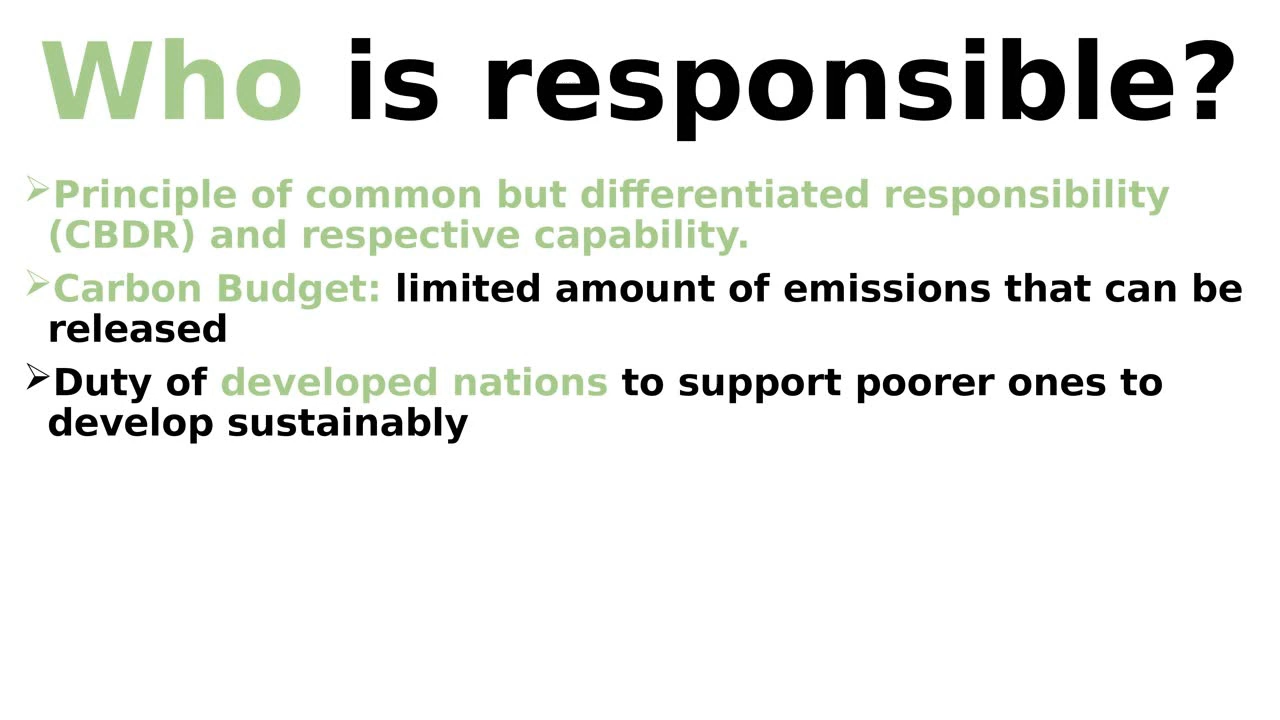 Who is responsible?
➢Principle of common but differentiated responsibility
(CBDR) and respective capability.
➢Carbon Budget: limited amount of emissions that can be
released
➢Duty of developed nations to support poorer ones to
develop sustainably